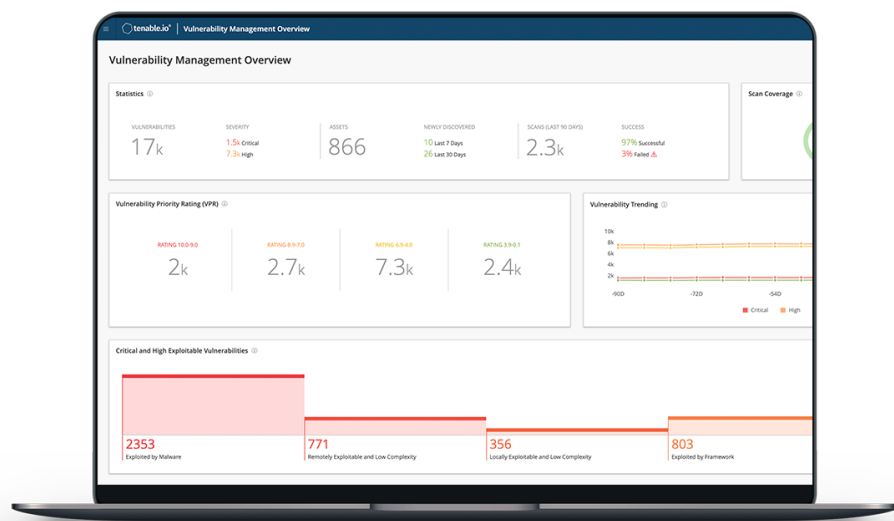 tenable.io® | Vulnerability Management Overview
Vulnerability Management Overview
Statistics
VULNERABILITIES
17k
SEVERITY
1.5k Critical
7.3k High
ASSETS
866
NEWLY DISCOVERED
10 Last 7 Days
26 Last 30 Days
SCANS (LAST 90 DAYS)
2.3k
SUCCESS
97% Successful
3% Failed
Scan Coverage
Vulnerability Priority Rating (VPR)
RATING 10.0-9.0
2k
RATING 8.9-7.0
2.7k
RATING 6.9-4.0
7.3k
RATING 3.9-0.1
2.4k
Vulnerability Trending
10k
8k
6k
4k
2k
-90D
-72D
-54D
Critical
High
Critical and High Exploitable Vulnerabilities
2353
Exploited by Malware
771
Remotely Exploitable and Low Complexity
356
Locally Exploitable and Low Complexity
803
Exploited by Framework